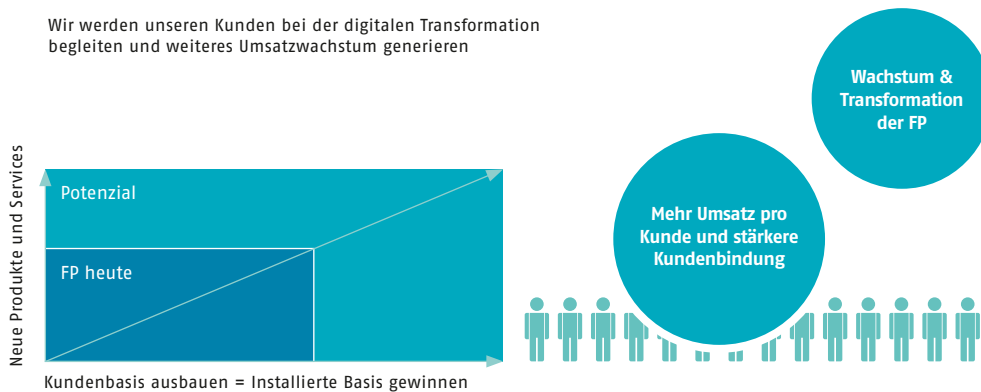 Wir werden unseren Kunden bei der digitalen Transformation
begleiten und weiteres Umsatzwachstum generieren
Wachstum &
Transformation
der FP
Neue Produkte und Services
Potenzial
FP heute
Mehr Umsatz pro
Kunde und stärkere
Kundenbindung
Kundenbasis ausbauen = Installierte Basis gewinnen